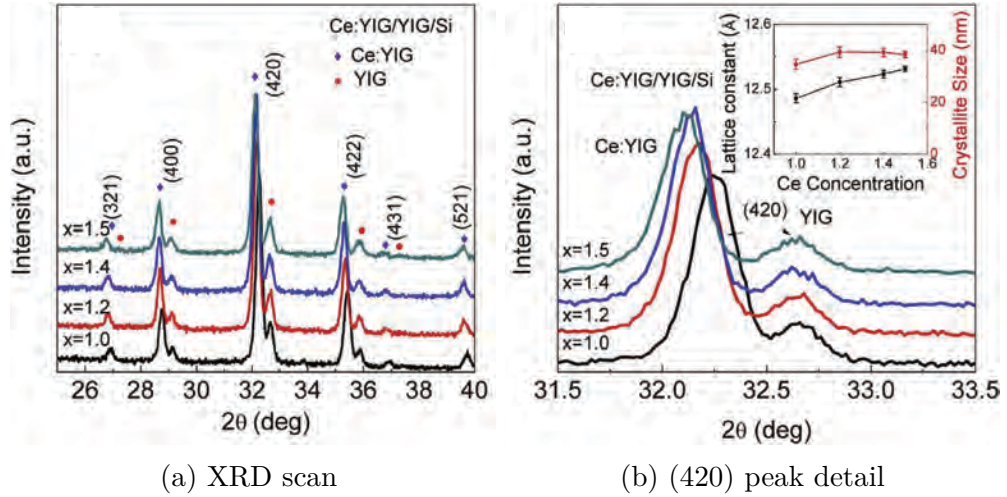 Ce:YIG/YIG/Si
Ce:YIG
YIG
(321)
(400)
(420)
(422)
(431)
(521)
x=1.5
x=1.4
x=1.2
x=1.0
Intensity (a.u.)
26 28 30 32 34 36 38 40
2θ (deg)
(a) XRD scan
Ce:YIG/YIG/Si
Ce:YIG
(420)
YIG
x=1.5
x=1.4
x=1.2
x=1.0
Intensity (a.u.)
31.5 32.0 32.5 33.0 33.5
2θ (deg)
12.6
12.5
12.4
Lattice constant (Å)
40
20
0
Crystallite Size (nm)
1.0 1.2 1.4 1.6
Ce Concentration
(b) (420) peak detail